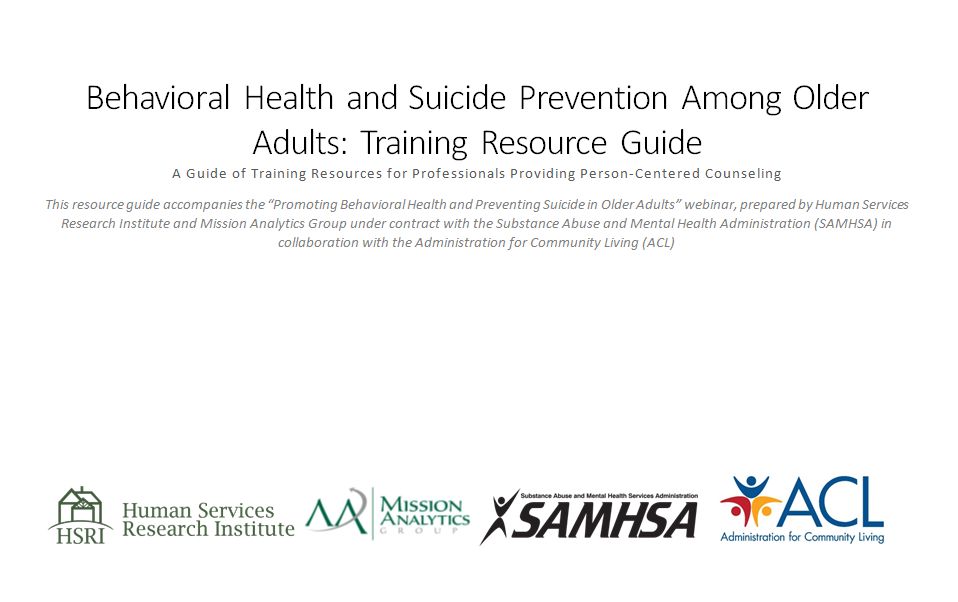 Behavioral Health and Suicide Prevention Among Older
Adults: Training Resource Guide
A Guide of Training Resources for Professionals Providing Person-Centered Counseling
This resource guide accompanies the “Promoting Behavioral Health and Preventing Suicide in Older Adults” webinar, prepared by Human Services
Research Institute and Mission Analytics Group under contract with the Substance Abuse and Mental Health Administration (SAMHSA) in
collaboration with the Administration for Community Living (ACL)
HSRI
Human Services
Research Institute
MISSION
ANALYTICS
GROUP
Substance Abuse and Mental Health Services Administration
SAMHSA
ACL
Administration for Community Living